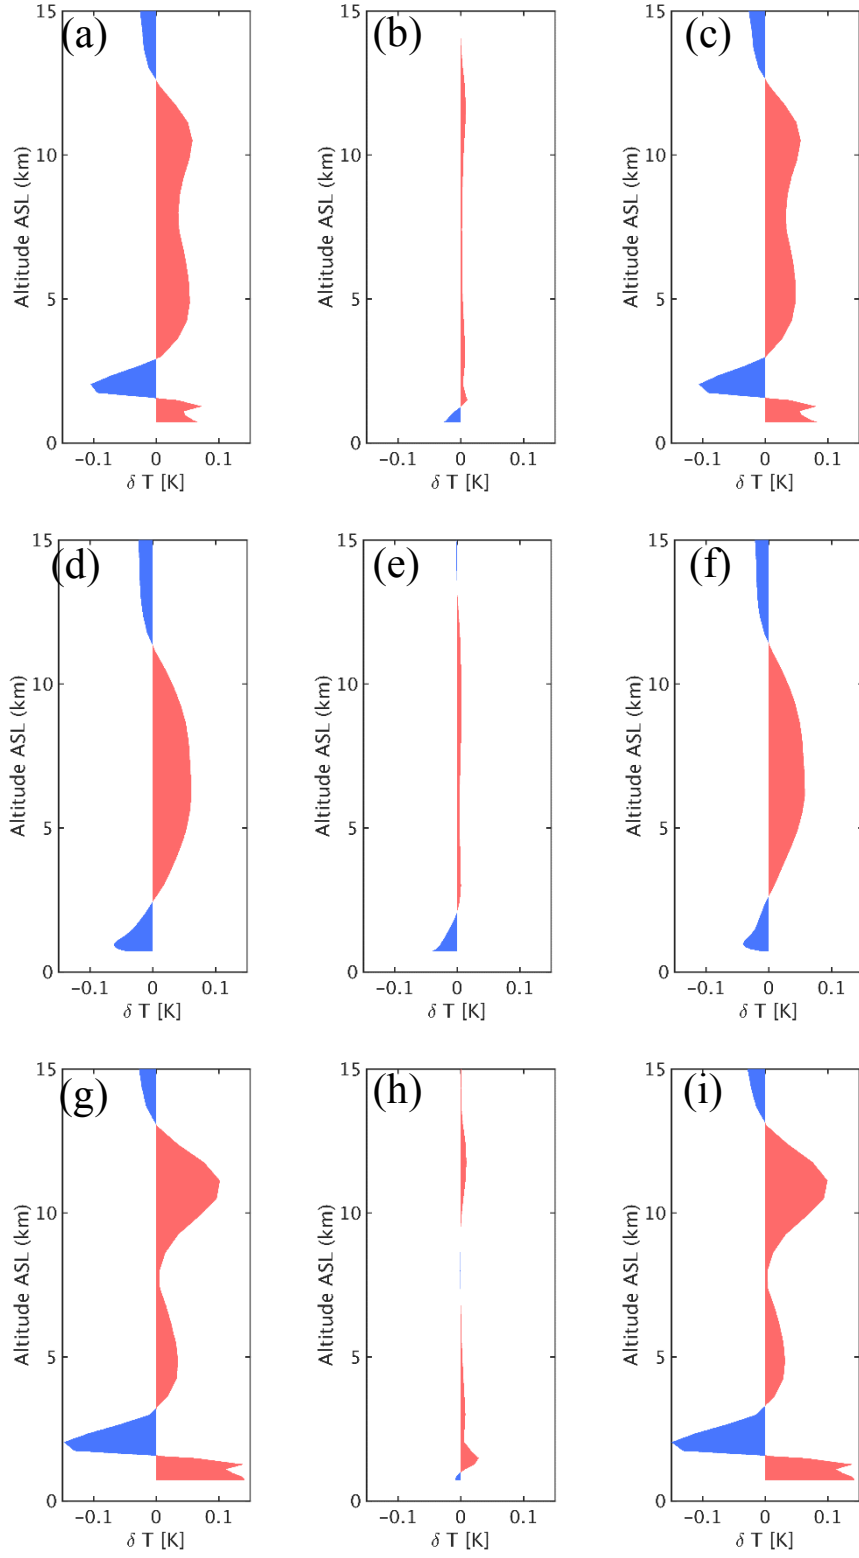 (a) (b) (c)
15 15 15
10 10 10
5 5 5
0 0 0
Altitude ASL (km) Altitude ASL (km) Altitude ASL (km)
−0.1 0 0.1 −0.1 0 0.1 −0.1 0 0.1
δ T [K] δ T [K] δ T [K]
(d) (e) (f)
15 15 15
10 10 10
5 5 5
0 0 0
Altitude ASL (km) Altitude ASL (km) Altitude ASL (km)
−0.1 0 0.1 −0.1 0 0.1 −0.1 0 0.1
δ T [K] δ T [K] δ T [K]
(g) (h) (i)
15 15 15
10 10 10
5 5 5
0 0 0
Altitude ASL (km) Altitude ASL (km) Altitude ASL (km)
−0.1 0 0.1 −0.1 0 0.1 −0.1 0 0.1
δ T [K] δ T [K] δ T [K]